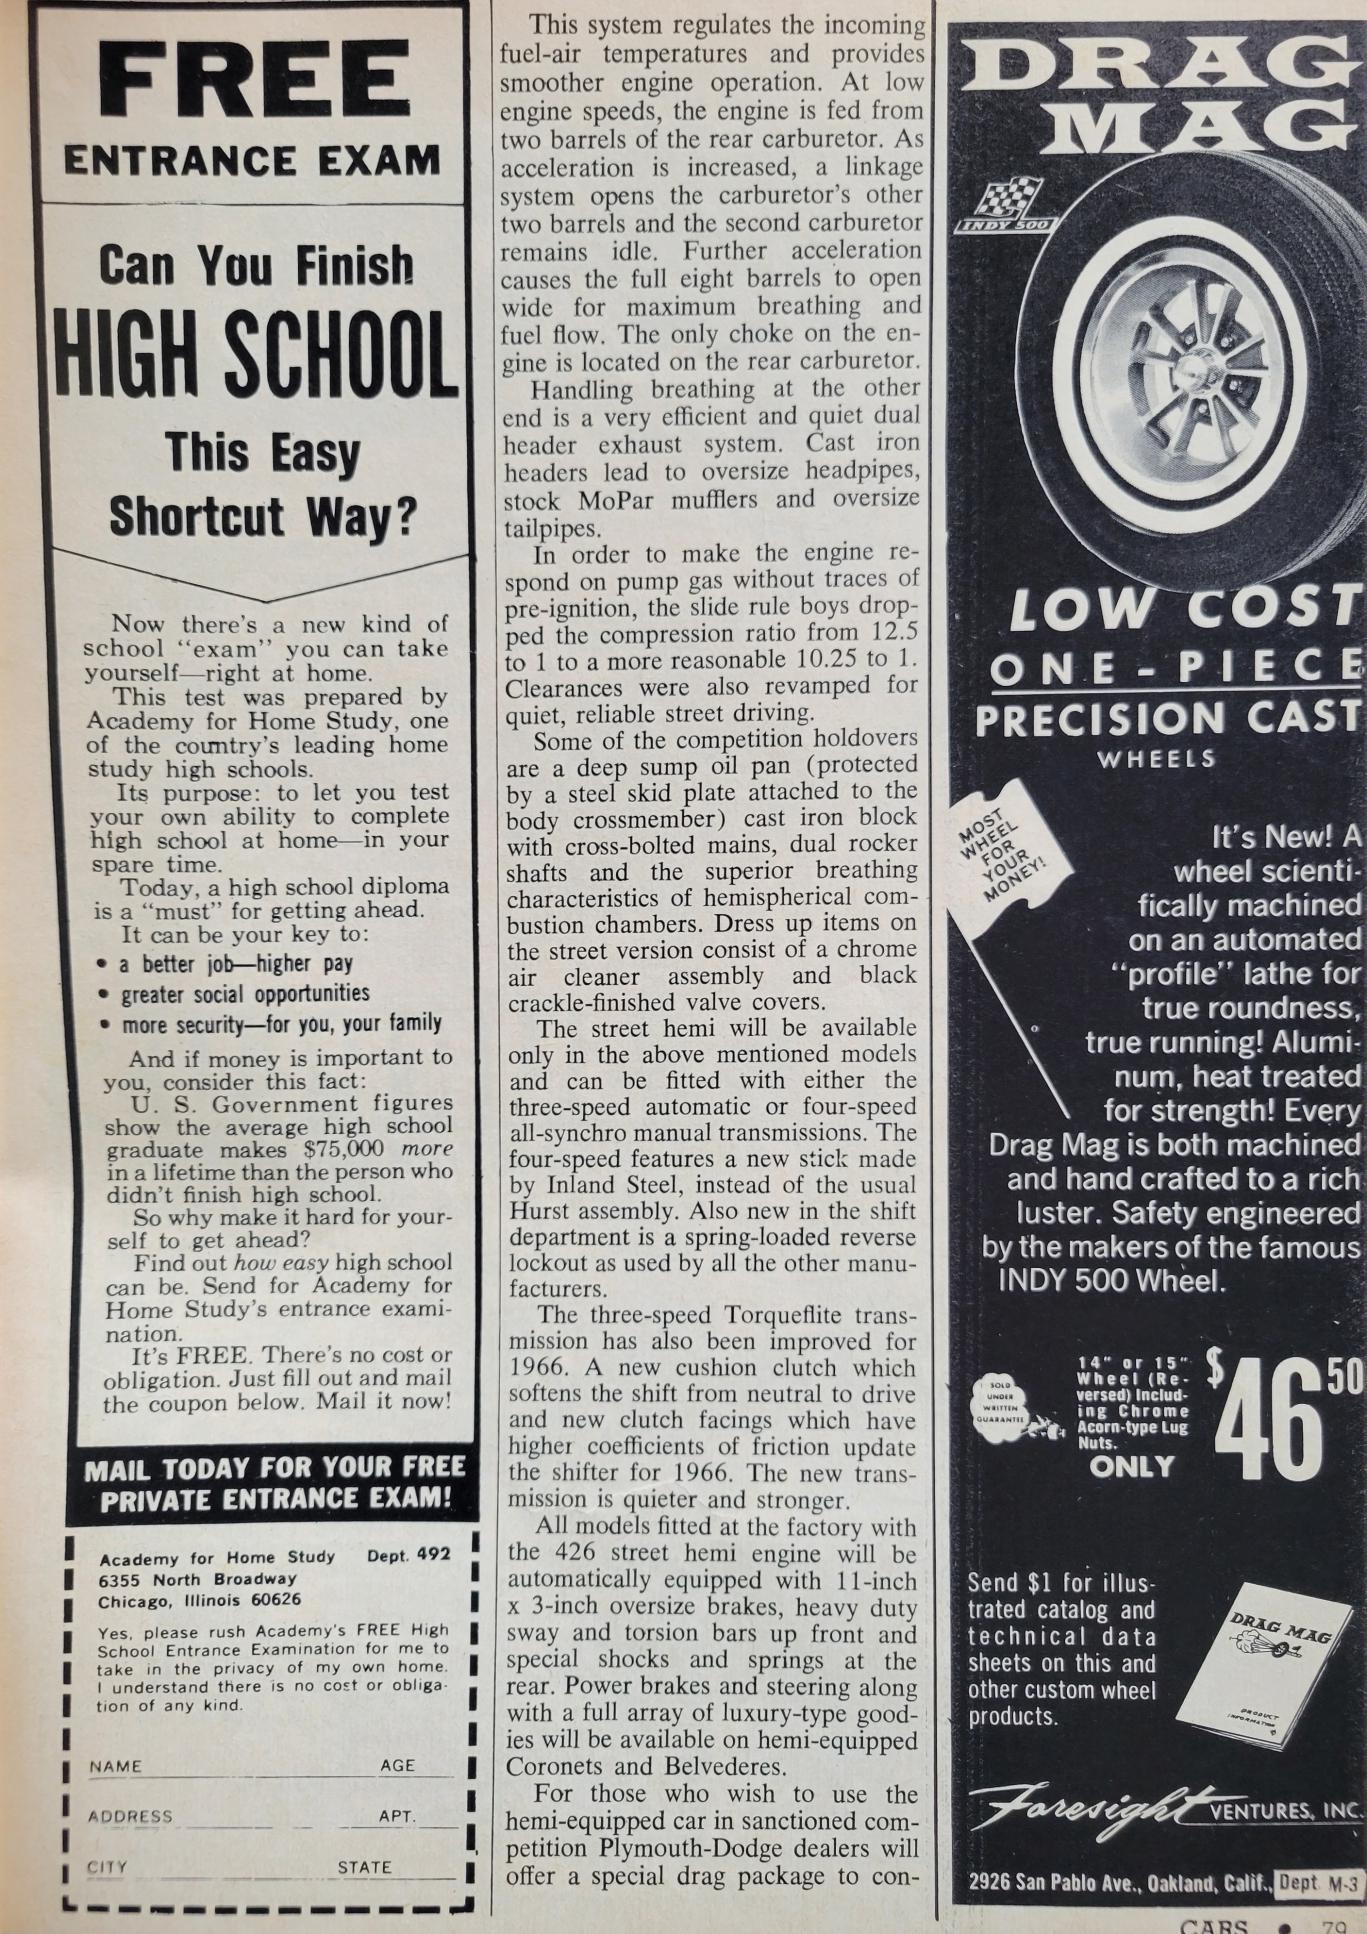 FREE
ENTRANCE EXAM
Can You Finish
HIGH SCHOOL
This Easy
Shortcut Way?
Now there's a new kind of
school "exam" you can take
yourself—right at home.
This test was prepared by
Academy for Home Study, one
of the country's leading home
study high schools.
Its purpose: to let you test
your own ability to complete
high school at home—in your
spare time.
Today, a high school diploma
is a "must" for getting ahead.
It can be your key to:
• a better job—higher pay
• greater social opportunities
• more security—for you, your family
And if money is important to
you, consider this fact:
U. S. Government figures
show the average high school
graduate makes $75,000 more
in a lifetime than the person who
didn't finish high school.
So why make it hard for your-
self to get ahead?
Find out how easy high school
can be. Send for Academy for
Home Study's entrance exami-
nation.
It's FREE. There's no cost or
obligation. Just fill out and mail
the coupon below. Mail it now!
MAIL TODAY FOR YOUR FREE
PRIVATE ENTRANCE EXAM!
Academy for Home Study Dept. 492
6355 North Broadway
Chicago, Illinois 60626
Yes, please rush Academy's FREE High
School Entrance Examination for me to
take in the privacy of my own home.
I understand there is no cost or obliga-
tion of any kind.
NAME AGE
ADDRESS APT.
CITY STATE
This system regulates the incoming
fuel-air temperatures and provides
smoother engine operation. At low
engine speeds, the engine is fed from
two barrels of the rear carburetor. As
acceleration is increased, a linkage
system opens the carburetor's other
two barrels and the second carburetor
remains idle. Further acceleration
causes the full eight barrels to open
wide for maximum breathing and
fuel flow. The only choke on the en-
gine is located on the rear carburetor.
Handling breathing at the other
end is a very efficient and quiet dual
header exhaust system. Cast iron
headers lead to oversize headpipes,
stock MoPar mufflers and oversize
tailpipes.
In order to make the engine re-
spond on pump gas without traces of
pre-ignition, the slide rule boys drop-
ped the compression ratio from 12.5
to 1 to a more reasonable 10.25 to 1.
Clearances were also revamped for
quiet, reliable street driving.
Some of the competition holdovers
are a deep sump oil pan (protected
by a steel skid plate attached to the
body crossmember) cast iron block
with cross-bolted mains, dual rocker
shafts and the superior breathing
characteristics of hemispherical com-
bustion chambers. Dress up items on
the street version consist of a chrome
air cleaner assembly and black
crackle-finished valve covers.
The street hemi will be available
only in the above mentioned models
and can be fitted with either the
three-speed automatic or four-speed
all-synchro manual transmissions. The
four-speed features a new stick made
by Inland Steel, instead of the usual
Hurst assembly. Also new in the shift
department is a spring-loaded reverse
lockout as used by all the other manu-
facturers.
The three-speed Torqueflite trans-
mission has also been improved for
1966. A new cushion clutch which
softens the shift from neutral to drive
and new clutch facings which have
higher coefficients of friction update
the shifter for 1966. The new trans-
mission is quieter and stronger.
All models fitted at the factory with
the 426 street hemi engine will be
automatically equipped with 11-inch
x 3-inch oversize brakes, heavy duty
sway and torsion bars up front and
special shocks and springs at the
rear. Power brakes and steering along
with a full array of luxury-type good-
ies will be available on hemi-equipped
Coronets and Belvederes.
For those who wish to use the
hemi-equipped car in sanctioned com-
petition Plymouth-Dodge dealers will
offer a special drag package to con-
DRAG
MAG
INDY 500
LOW COST
ONE-PIECE
PRECISION CAST
WHEELS
MOST
WHEEL
FOR
YOUR
MONEY!
It's New! A
wheel scienti-
fically machined
on an automated
"profile" lathe for
true roundness,
true running! Alumi-
num, heat treated
for strength! Every
Drag Mag is both machined
and hand crafted to a rich
luster. Safety engineered
by the makers of the famous
INDY 500 Wheel.
SOLD
UNDER
WRITTEN
GUARANTEE
14" or 15"
Wheel (Re-
versed) Includ-
ing Chrome
Acorn-type Lug
Nuts.
ONLY
$46.50
Send $1 for illus-
trated catalog and
technical data
sheets on this and
other custom wheel
products.
DRAG MAG
PRODUCT
INFORMATION
Foresight VENTURES, INC.
2926 San Pablo Ave., Oakland, Calif., Dept. M-3
CARS • 79